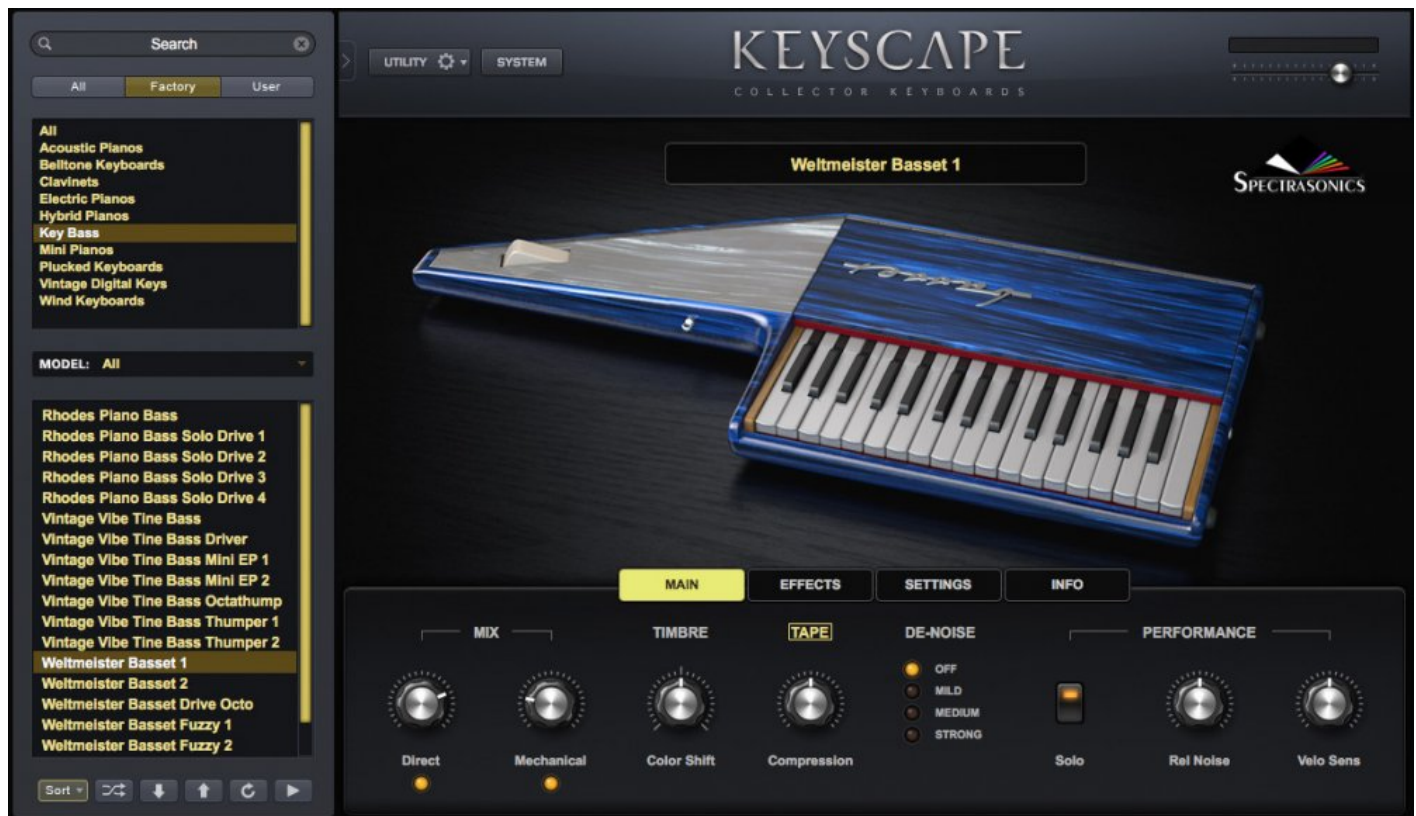 Search
All
Factory
User
All
Acoustic Pianos
Belltone Keyboards
Clavinets
Electric Pianos
Hybrid Pianos
Key Bass
Mini Pianos
Plucked Keyboards
Vintage Digital Keys
Wind Keyboards
MODEL: All
Rhodes Piano Bass
Rhodes Piano Bass Solo Drive 1
Rhodes Piano Bass Solo Drive 2
Rhodes Piano Bass Solo Drive 3
Rhodes Piano Bass Solo Drive 4
Vintage Vibe Tine Bass
Vintage Vibe Tine Bass Driver
Vintage Vibe Tine Bass Mini EP 1
Vintage Vibe Tine Bass Mini EP 2
Vintage Vibe Tine Bass Octathump
Vintage Vibe Tine Bass Thumper 1
Vintage Vibe Tine Bass Thumper 2
Weltmeister Basset 1
Weltmeister Basset 2
Weltmeister Basset Drive Octo
Weltmeister Basset Fuzzy 1
Weltmeister Basset Fuzzy 2
Sort
UTILITY
SYSTEM
KEYSCAPE
COLLECTOR KEYBOARDS
Weltmeister Basset 1
SPECTRASONICS
Basset
MAIN
EFFECTS
SETTINGS
INFO
MIX
TIMBRE
TAPE
DE-NOISE
PERFORMANCE
OFF
MILD
MEDIUM
STRONG
Direct
Mechanical
Color Shift
Compression
Solo
Rel Noise
Velo Sens